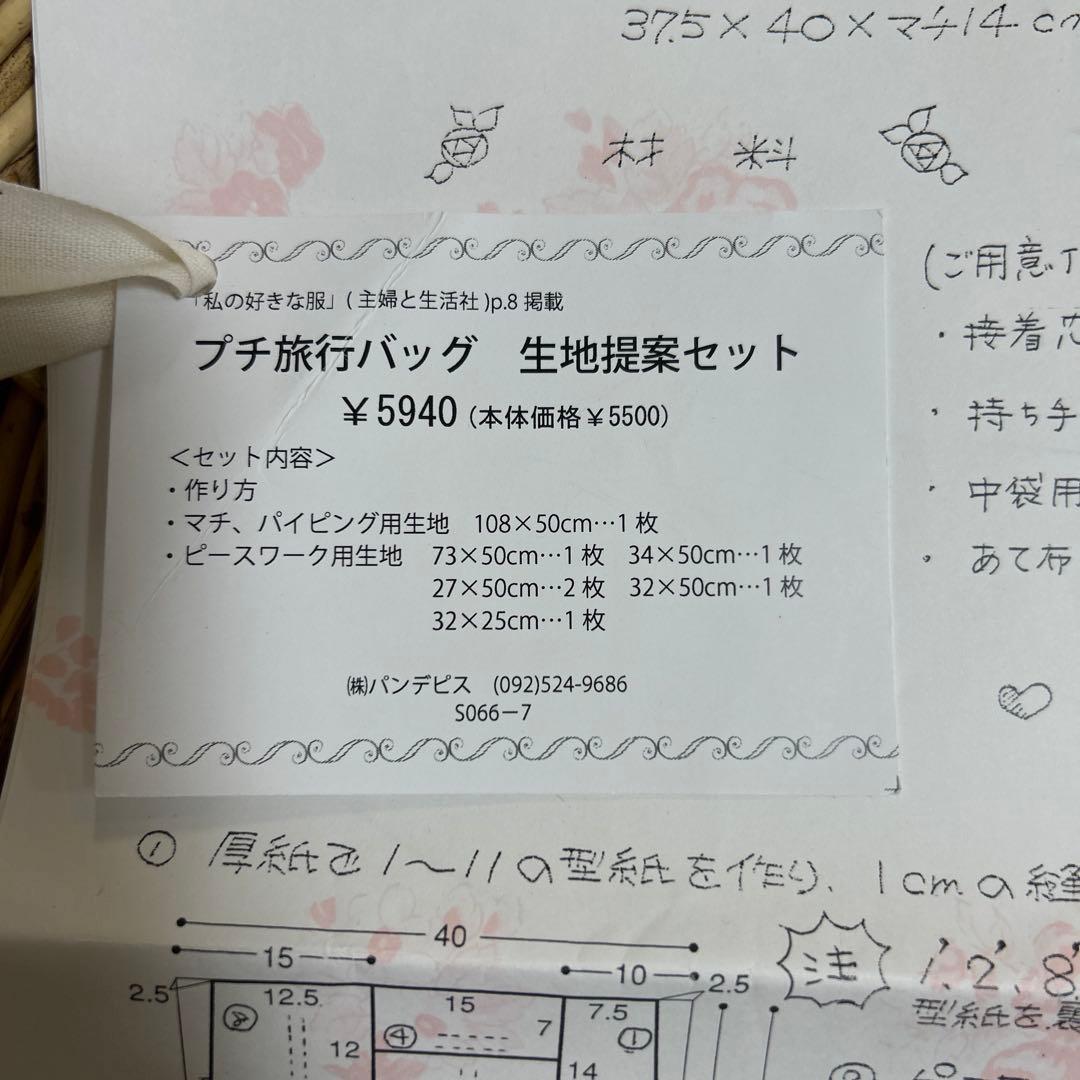 37.5×40×マチ14cm
材 料
「私の好きな服」(主婦と生活社)p.8 掲載
プチ旅行バッグ 生地提案セット
¥5940(本体価格¥5500)
<セット内容>
・作り方
・マチ、パイピング用生地 108×50cm…1枚
・ピースワーク用生地 73×50cm…1枚 34×50cm…1枚
27×50cm…2枚 32×50cm…1枚
32×25cm…1枚
㈱パンデピス (092)524-9686
S066-7
(ご用意
・接着芯
・持ち手
・中袋用
・あて布
① 厚紙で1〜11の型紙を作り、1cmの縫
40
15
10
2.5
12.5
15
7.5
2.5
④
7
①
12
14
注
1'、2'、8'
型紙を裏